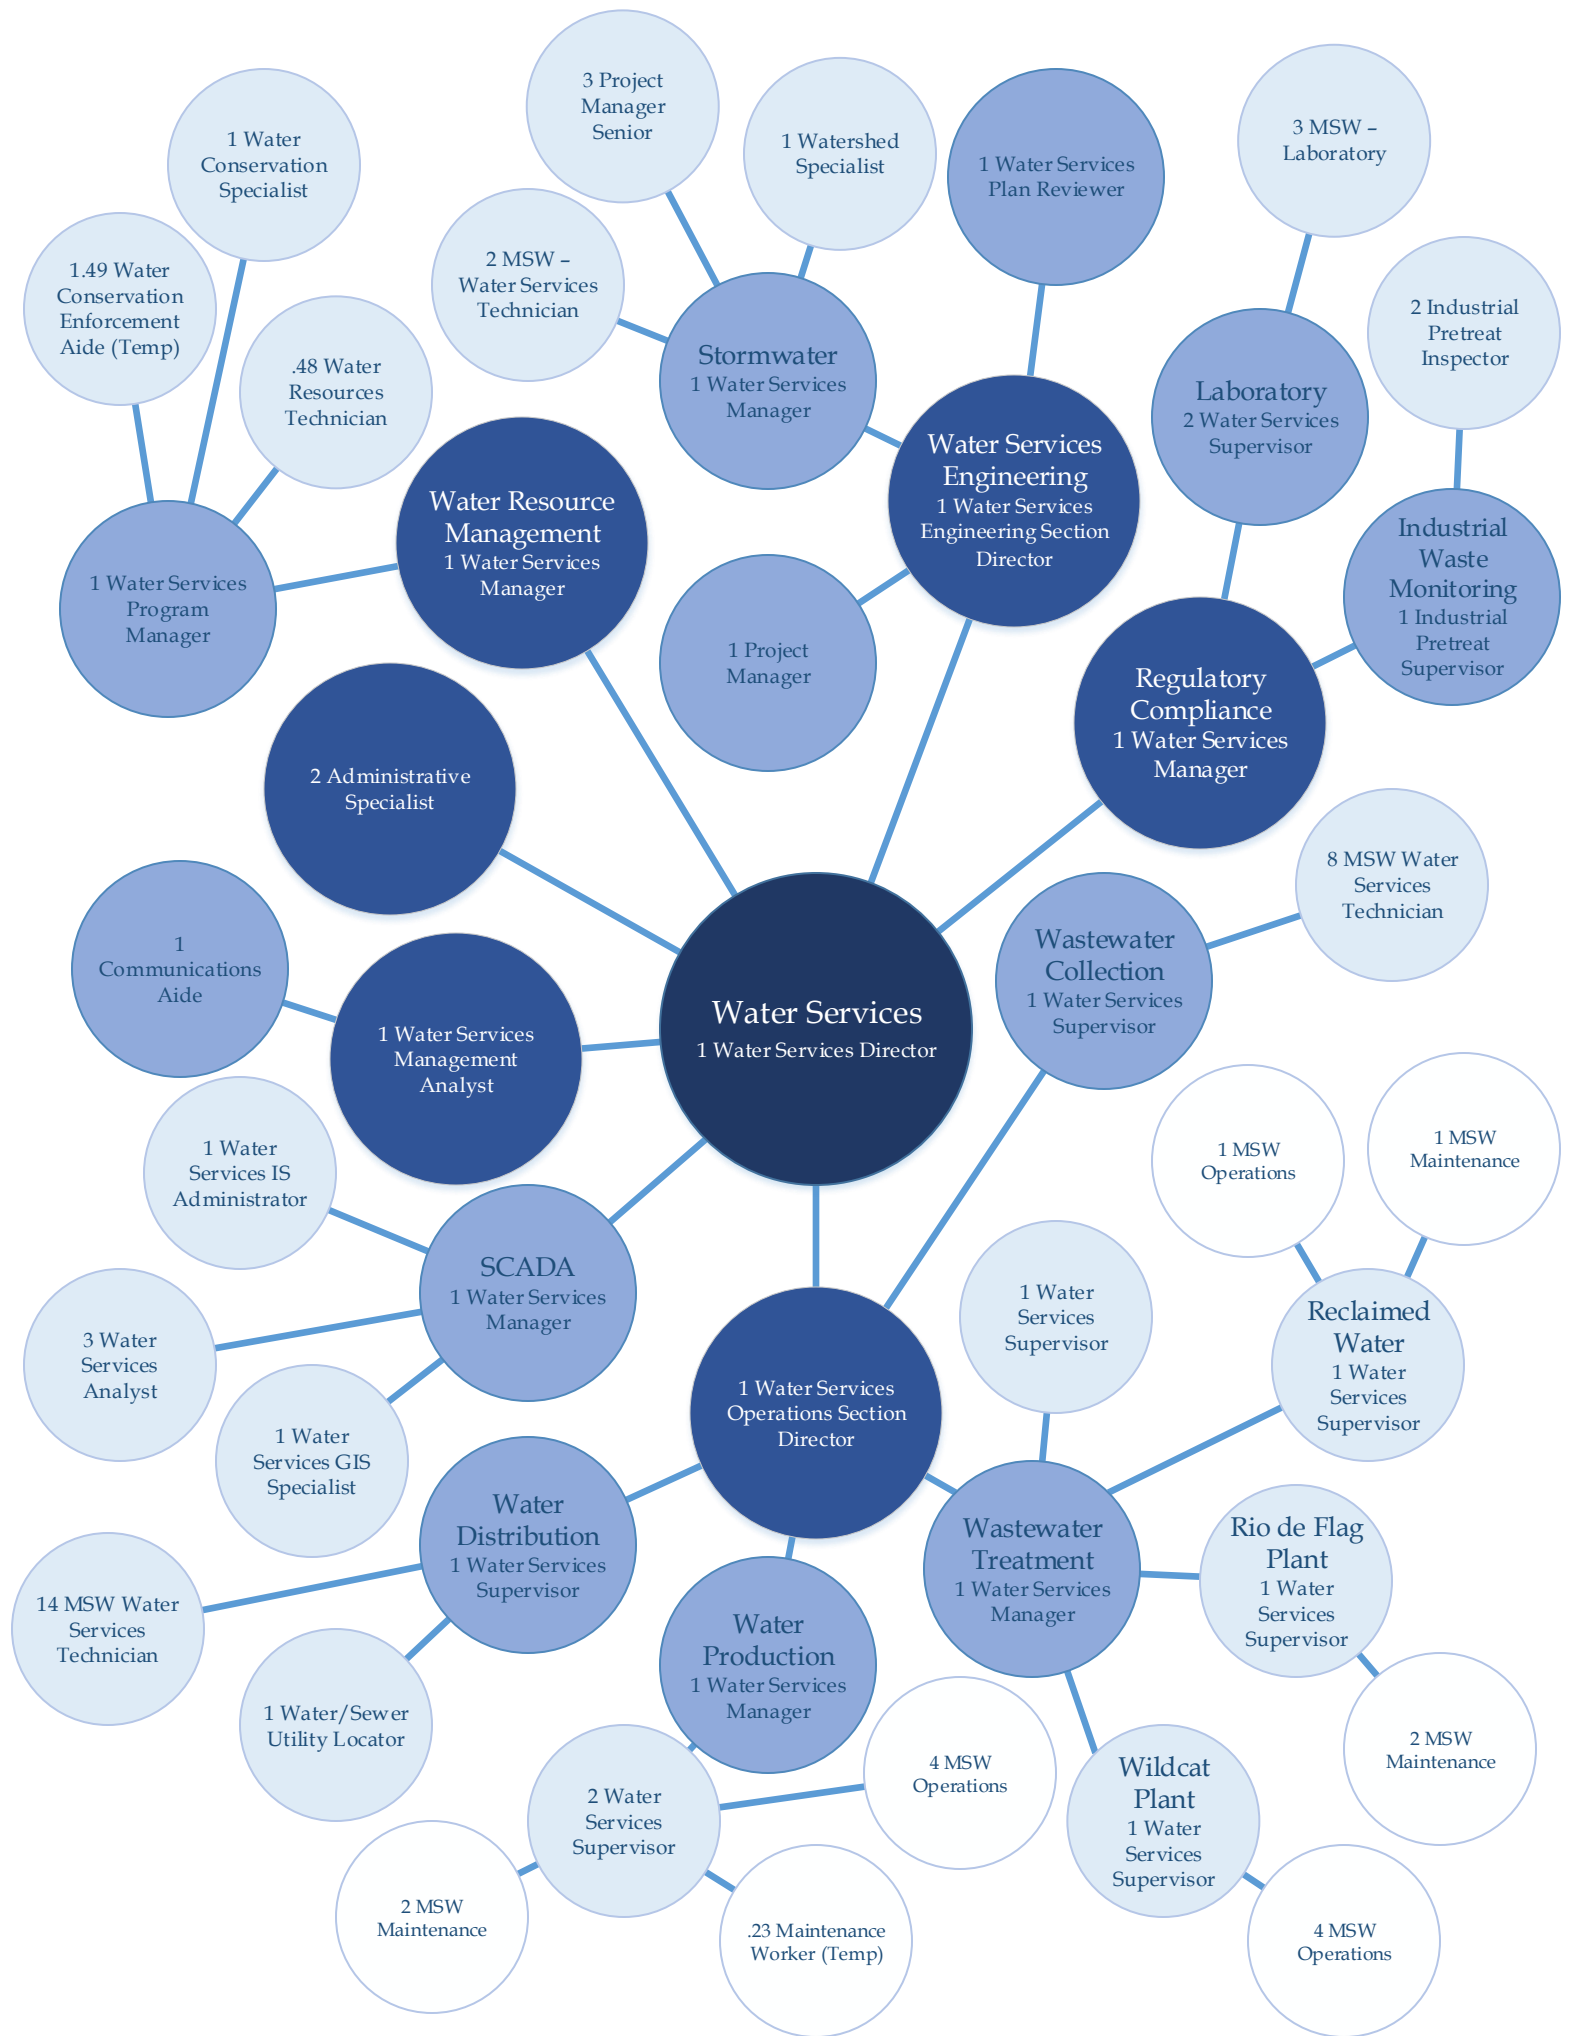 3 Project
Manager
Senior
1 Water
Conservation
Specialist
1 Watershed
Specialist
1 Water Services
Plan Reviewer
3 MSW –
Laboratory
1.49 Water
Conservation
Enforcement
Aide (Temp)
2 MSW –
Water Services
Technician
2 Industrial
Pretreat
Inspector
.48 Water
Resources
Technician
Stormwater
1 Water Services
Manager
Laboratory
2 Water Services
Supervisor
Water Services
Engineering
1 Water Services
Engineering Section
Director
Water Resource
Management
1 Water Services
Manager
Industrial
Waste
Monitoring
1 Industrial
Pretreat
Supervisor
1 Water Services
Program
Manager
1 Project
Manager
Regulatory
Compliance
1 Water Services
Manager
2 Administrative
Specialist
8 MSW Water
Services
Technician
1
Communications
Aide
Wastewater
Collection
1 Water Services
Supervisor
Water Services
1 Water Services Director
1 Water Services
Management
Analyst
1 Water
Services IS
Administrator
1 MSW
Operations
1 MSW
Maintenance
SCADA
1 Water Services
Manager
1 Water
Services
Supervisor
Reclaimed
Water
1 Water
Services
Supervisor
3 Water
Services
Analyst
1 Water Services
Operations Section
Director
1 Water
Services GIS
Specialist
Water
Distribution
1 Water Services
Supervisor
Wastewater
Treatment
1 Water Services
Manager
Rio de Flag
Plant
1 Water
Services
Supervisor
14 MSW Water
Services
Technician
Water
Production
1 Water Services
Manager
1 Water/Sewer
Utility Locator
2 MSW
Maintenance
4 MSW
Operations
Wildcat
Plant
1 Water
Services
Supervisor
2 Water
Services
Supervisor
2 MSW
Maintenance
.23 Maintenance
Worker (Temp)
4 MSW
Operations